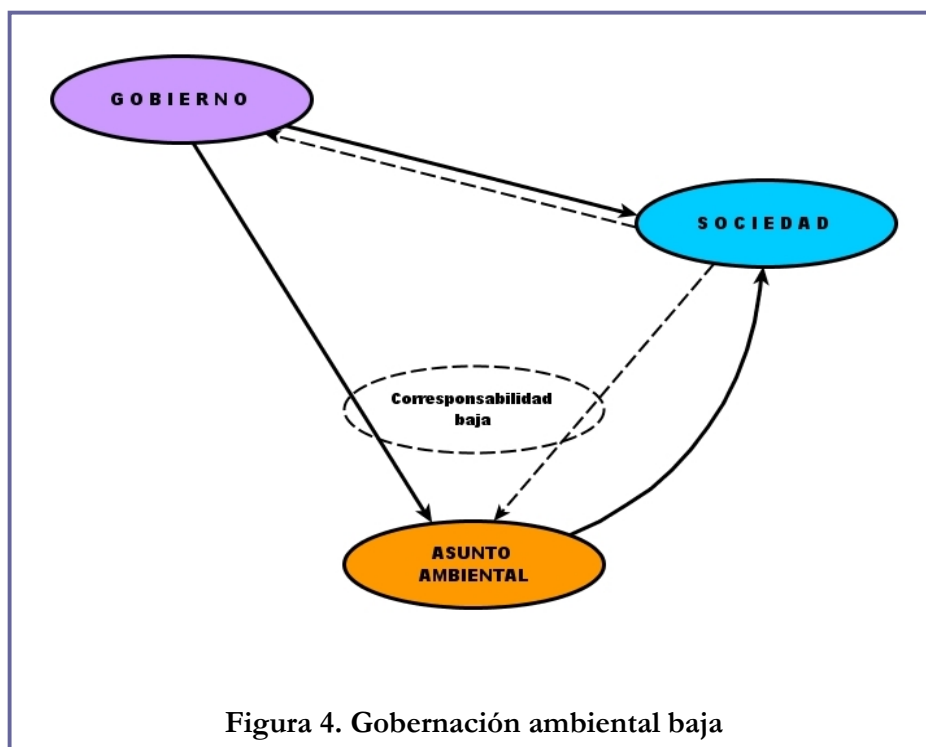 GOBIERNO
SOCIEDAD
Corresponsabilidad
baja
ASUNTO
AMBIENTAL
Figura 4. Gobernación ambiental baja